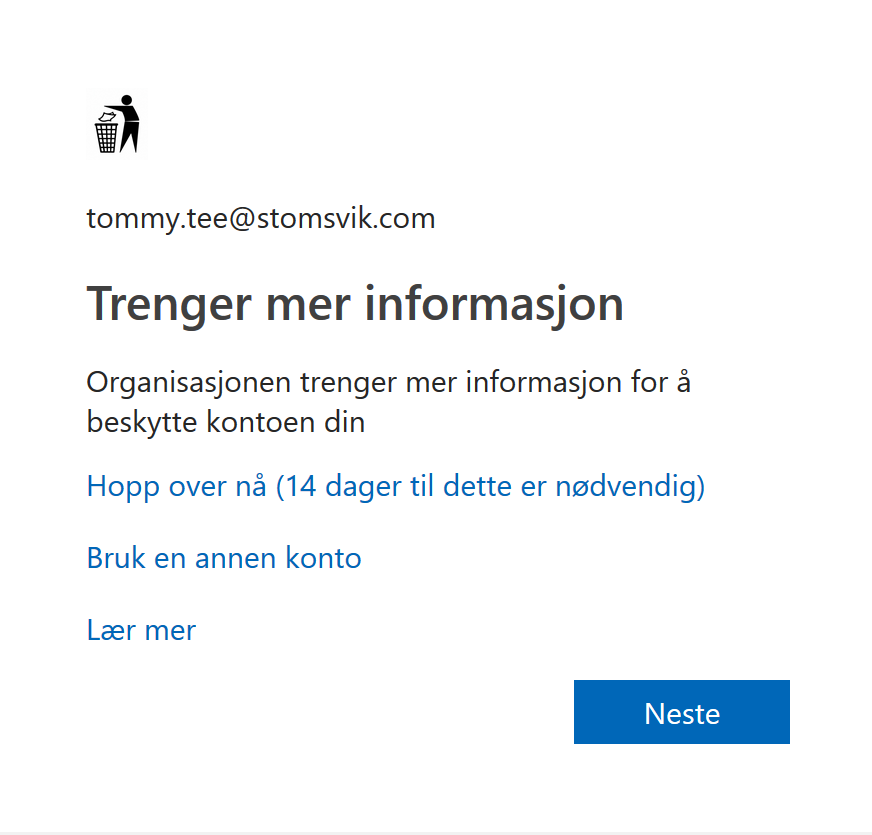 tommy.tee@stomsvik.com
Trenger mer informasjon
Organisasjonen trenger mer informasjon for å
beskytte kontoen din
Hopp over nå (14 dager til dette er nødvendig)
Bruk en annen konto
Lær mer
Neste